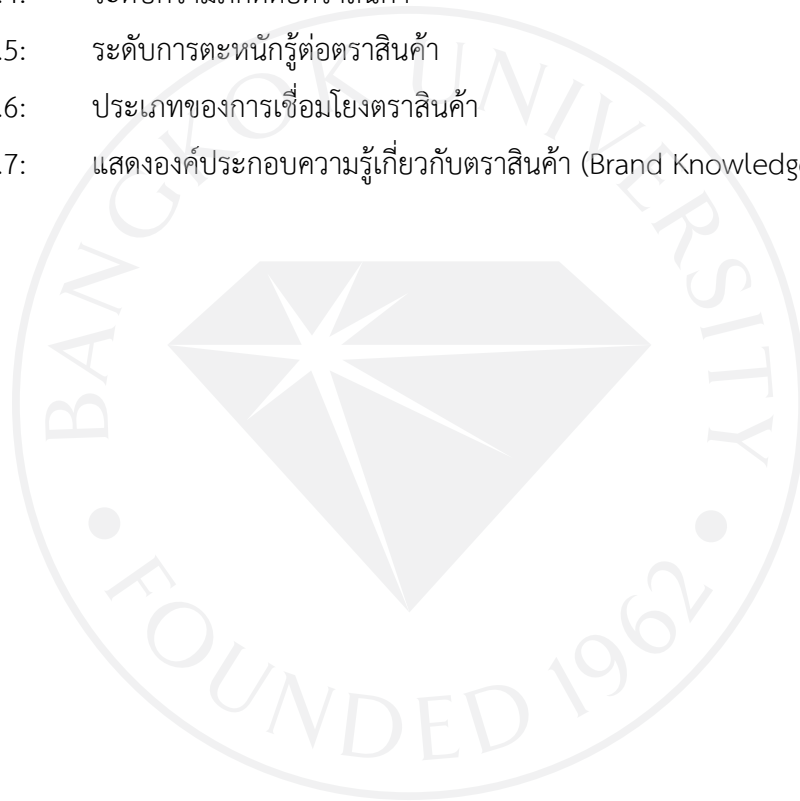 .5: ระดับการตะหนักรู้ต่อตราสินค้า
.6: ประเภทของการเชื่อมโยงตราสินค้า
.7: แสดงองค์ประกอบความรู้เกี่ยวกับตราสินค้า (Brand Knowledge
BANGKOK UNIVERSITY
FOUNDED 1962